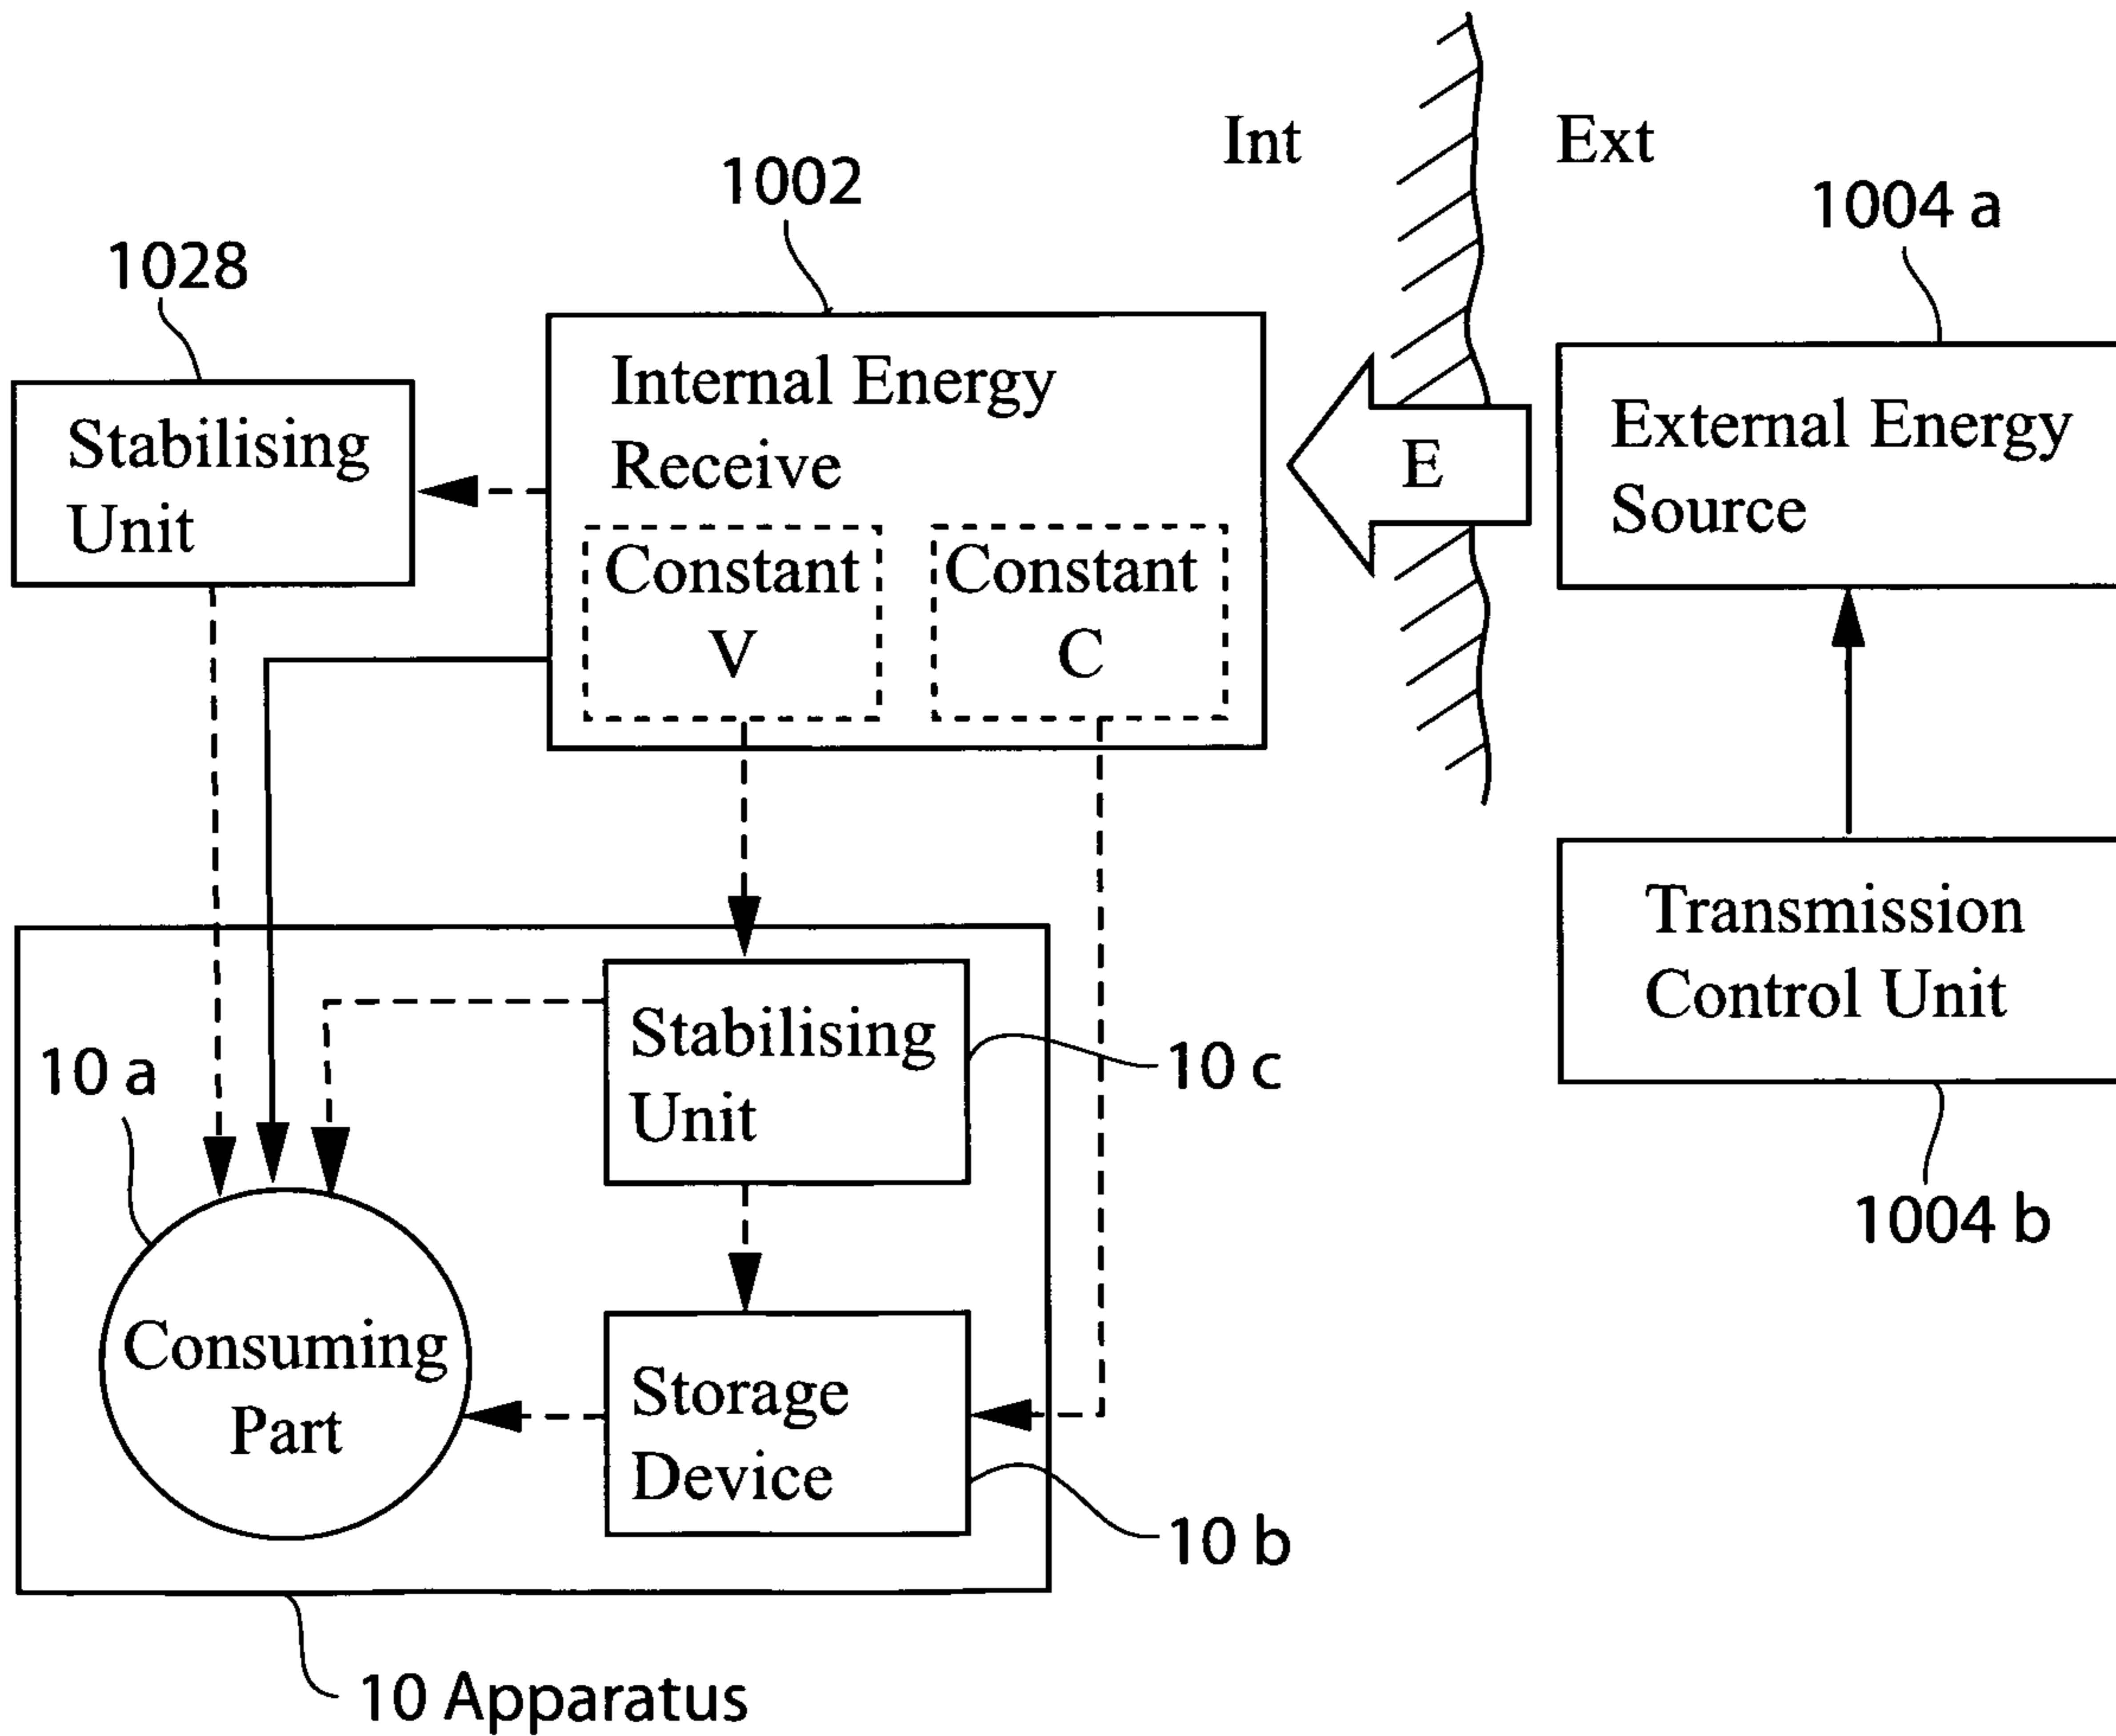 Int
Ext
1002
1004 a
1028
Internal Energy
Receive
Stabilising
Unit
Constant
V
Constant
C
E
External Energy
Source
Transmission
Control Unit
1004 b
10 a
Stabilising
Unit
10 c
Consuming
Part
Storage
Device
10 b
10 Apparatus